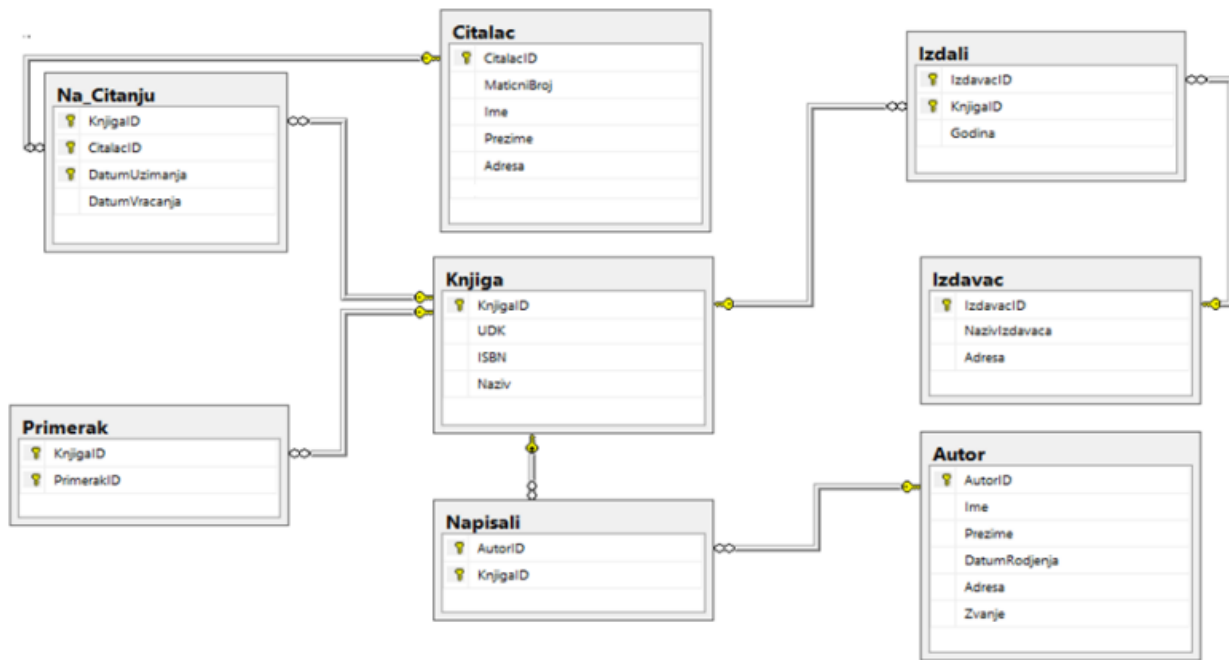 Citalac
CitalacID
MaticniBroj
Ime
Prezime
Adresa
Izdali
IzdavacID
KnjigaID
Godina
Na_Citanju
KnjigaID
CitalacID
DatumUzimanja
DatumVracanja
Knjiga
KnjigaID
UDK
ISBN
Naziv
Izdavac
IzdavacID
NazivIzdavaca
Adresa
Primerak
KnjigaID
PrimerakID
Napisali
AutorID
KnjigaID
Autor
AutorID
Ime
Prezime
DatumRodjenja
Adresa
Zvanje